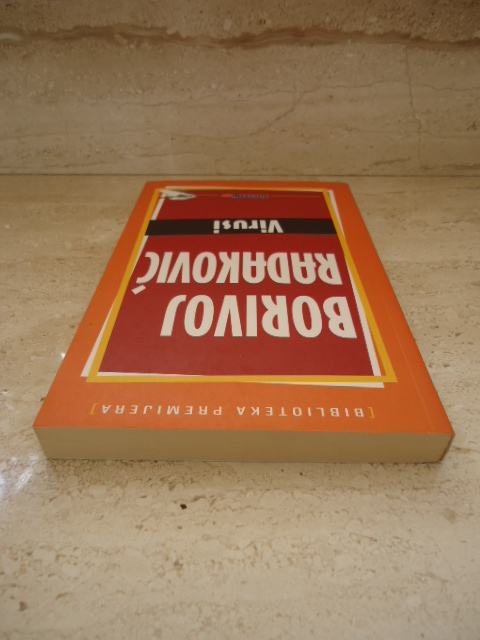 [BIBLIOTEKA PREMIJERA]
BORIVOJ
RADAKOVIĆ
Virusi